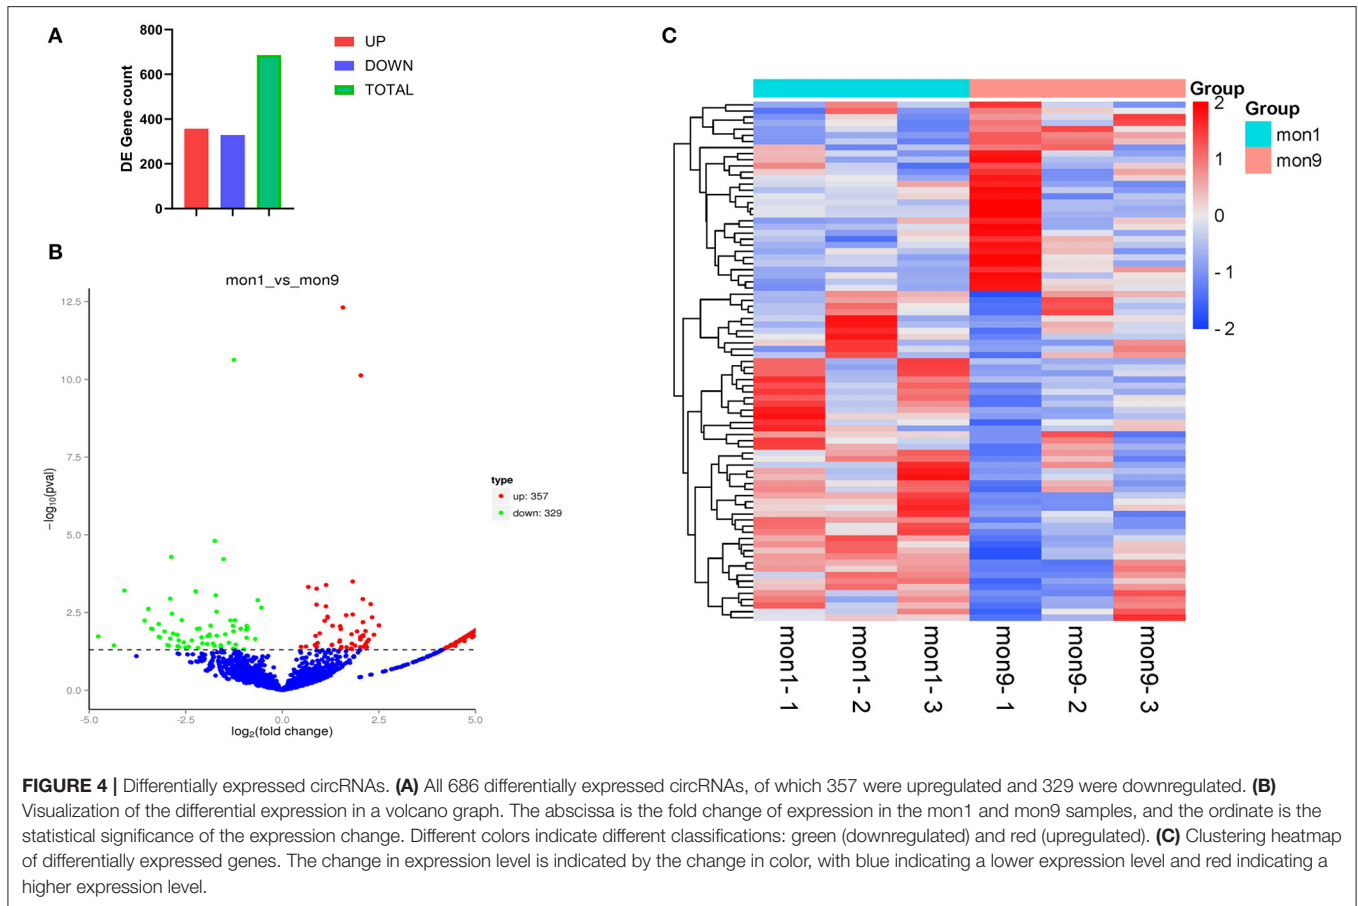 A
800
600
400
200
0
DE Gene count
UP
DOWN
TOTAL
B
mon1_vs_mon9
12.5
10.0
7.5
5.0
2.5
0.0
-log10(pval)
-5.0 -2.5 0.0 2.5 5.0
log2(fold change)
type
up: 357
down: 329
C
Group
2
1
0
- 1
- 2
Group
mon1
mon9
mon1- 1
mon1- 2
mon1- 3
mon9- 1
mon9- 2
mon9- 3
FIGURE 4 | Differentially expressed circRNAs. (A) All 686 differentially expressed circRNAs, of which 357 were upregulated and 329 were downregulated. (B)
Visualization of the differential expression in a volcano graph. The abscissa is the fold change of expression in the mon1 and mon9 samples, and the ordinate is the
statistical significance of the expression change. Different colors indicate different classifications: green (downregulated) and red (upregulated). (C) Clustering heatmap
of differentially expressed genes. The change in expression level is indicated by the change in color, with blue indicating a lower expression level and red indicating a
higher expression level.